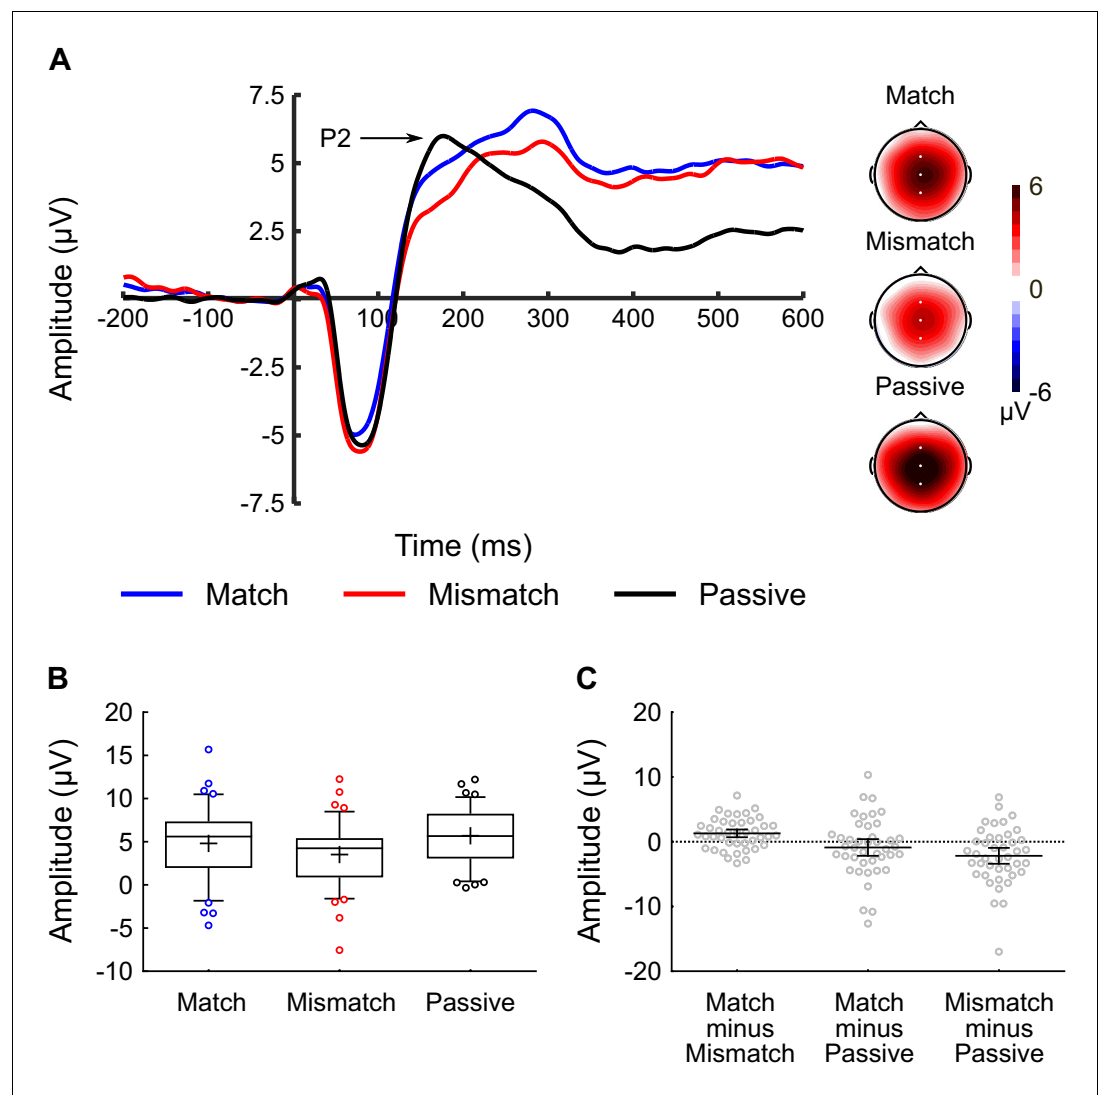 A
Amplitude (µV)
7.5
5
2.5
-2.5
-5
-7.5
P2
-200
-100
100
200
300
400
500
600
Time (ms)
Match
Mismatch
Passive
6
0
-6
µV
Match
Mismatch
Passive
B
Amplitude (µV)
20
15
10
5
0
-5
-10
Match
Mismatch
Passive
C
Amplitude (µV)
20
10
0
-10
-20
Match
minus
Mismatch
Match
minus
Passive
Mismatch
minus
Passive